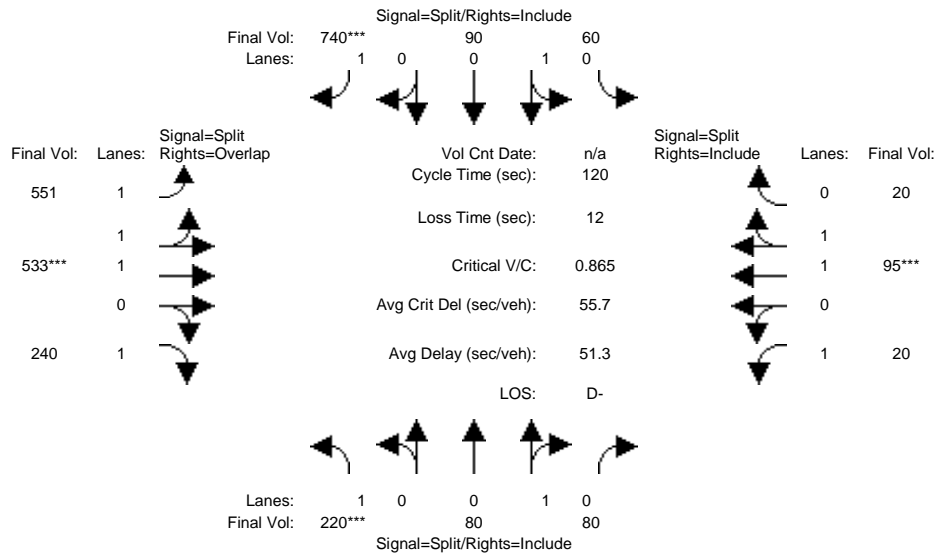 Signal=Split/Rights=Include
Final Vol: 740*** 90 60
Lanes: 1 0 0 1 0
Signal=Split
Final Vol: Lanes: Rights=Overlap
Vol Cnt Date: n/a
Signal=Split
Rights=Include Lanes: Final Vol:
Cycle Time (sec): 120
551 1
0 20
Loss Time (sec): 12
1
1
533*** 1
Critical V/C: 0.865
1 95***
0
Avg Crit Del (sec/veh): 55.7
0
240 1
Avg Delay (sec/veh): 51.3
1 20
LOS: D-
Lanes: 1 0 0 1 0
Final Vol: 220*** 80 80
Signal=Split/Rights=Include